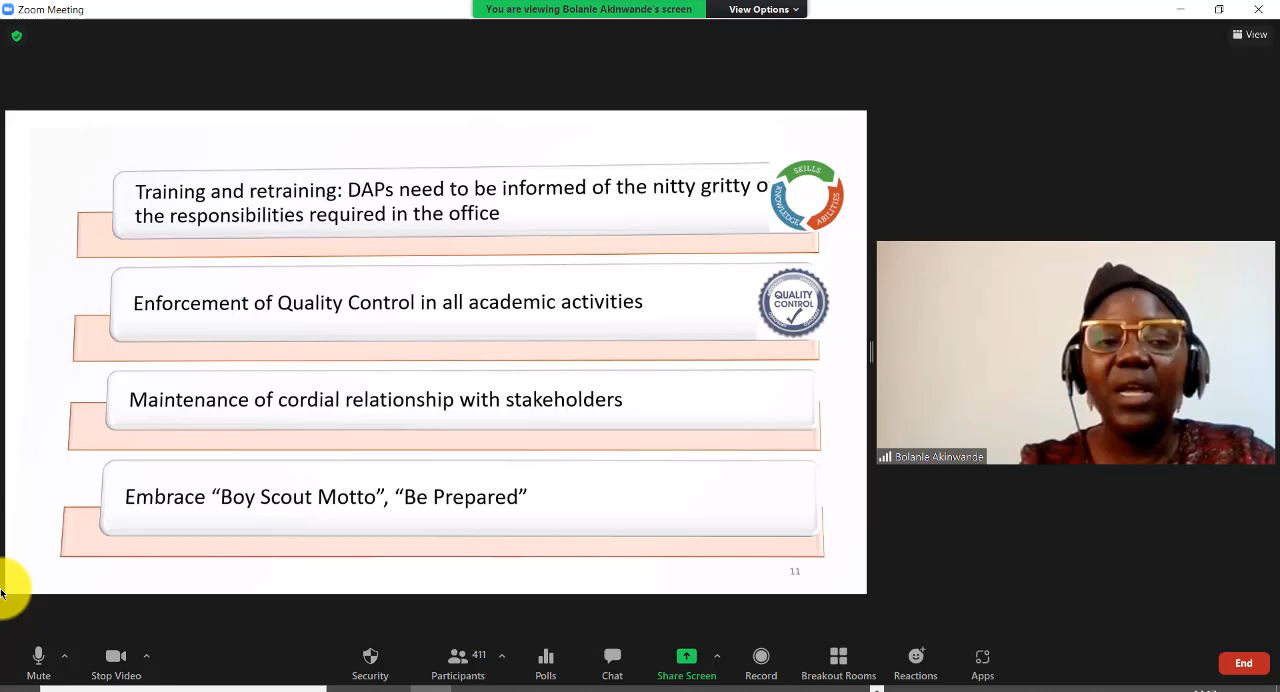 Zoom Meeting
You are viewing Bolanle Akinwande's screen
View Options
View
Training and retraining: DAPs need to be informed of the nitty gritty o
the responsibilities required in the office
SKILLS
KNOWLEDGE
ABILITIES
Enforcement of Quality Control in all academic activities
QUALITY
CONTROL
Maintenance of cordial relationship with stakeholders
Embrace “Boy Scout Motto”, “Be Prepared”
11
Bolanle Akinwande
Mute
Stop Video
Security
411
Participants
Polls
Chat
Share Screen
Record
Breakout Rooms
Reactions
Apps
End